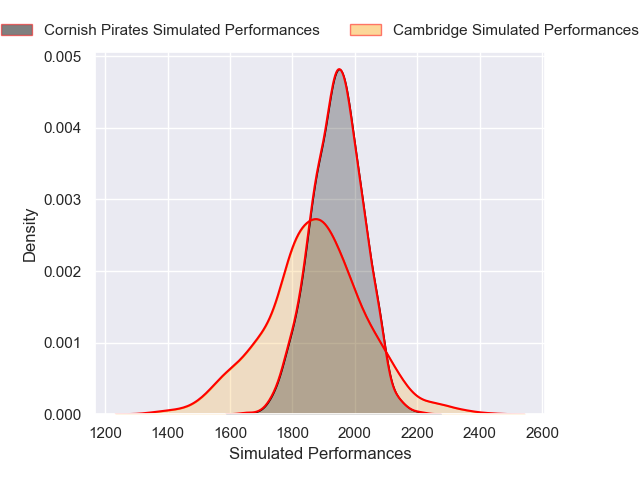 Cornish Pirates Simulated Performances
Cambridge Simulated Performances
0.005
0.004
0.003
0.002
0.001
0.000
Density
1200 1400 1600 1800 2000 2200 2400 2600
Simulated Performances